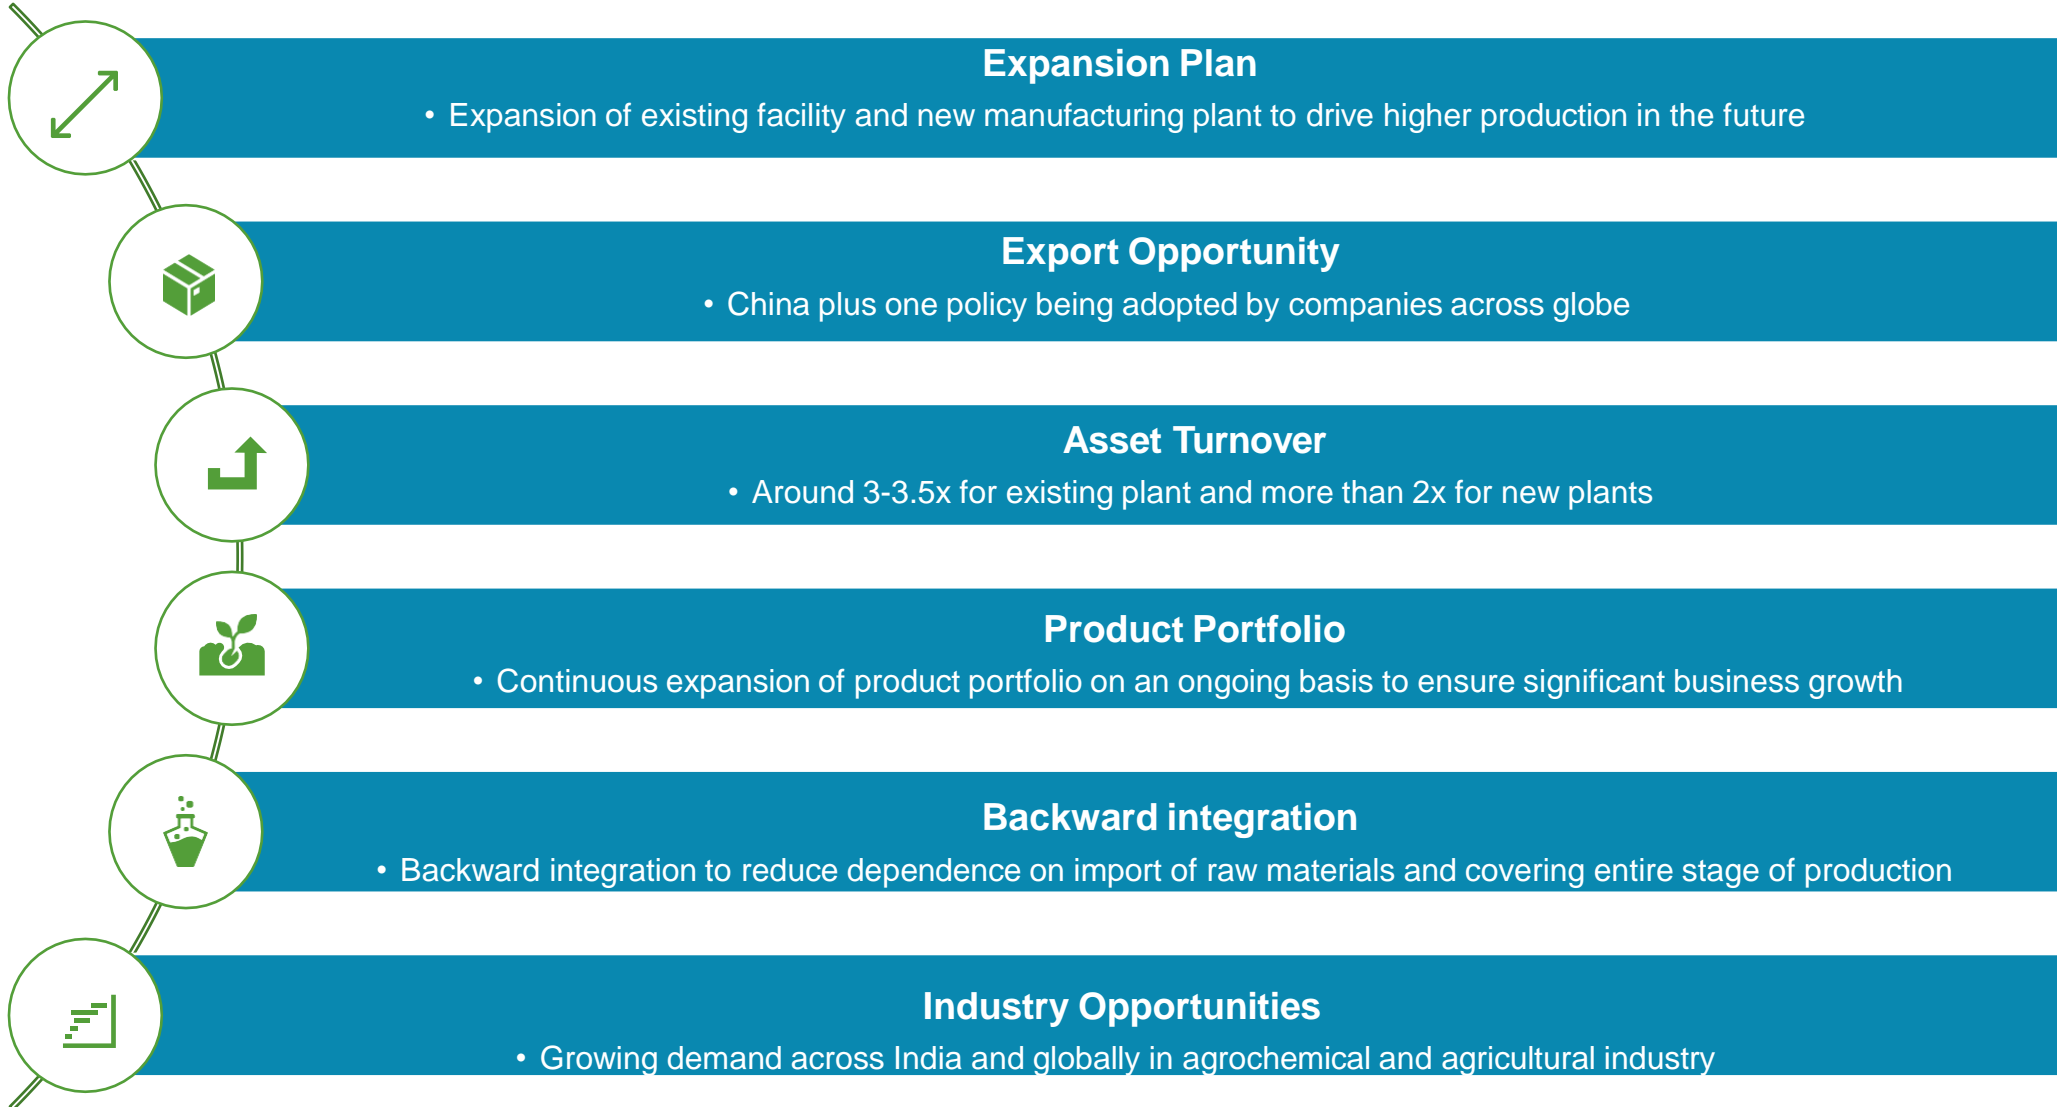 Expansion Plan
• Expansion of existing facility and new manufacturing plant to drive higher production in the future
Export Opportunity
• China plus one policy being adopted by companies across globe
Asset Turnover
• Around 3-3.5x for existing plant and more than 2x for new plants
Product Portfolio
• Continuous expansion of product portfolio on an ongoing basis to ensure significant business growth
Backward integration
• Backward integration to reduce dependence on import of raw materials and covering entire stage of production
Industry Opportunities
• Growing demand across India and globally in agrochemical and agricultural industry